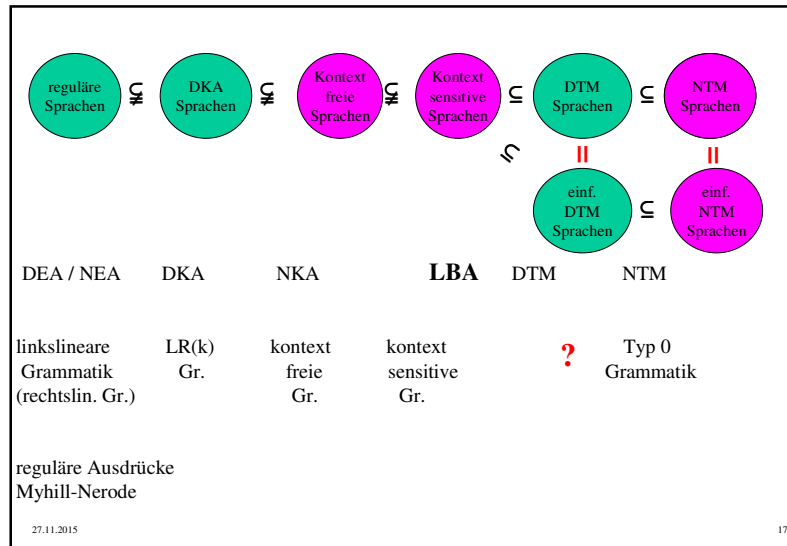 reguläre
Sprachen
⊊
DKA
Sprachen
⊊
Kontext
freie
Sprachen
⊊
Kontext
sensitive
Sprachen
⊆
DTM
Sprachen
⊆
NTM
Sprachen
⊆
=
=
einf.
DTM
Sprachen
⊆
einf.
NTM
Sprachen
DEA / NEA DKA NKA LBA DTM NTM
linkslineare
Grammatik
(rechtslin. Gr.)
LR(k)
Gr.
kontext
freie
Gr.
kontext
sensitive
Gr.
?
Typ 0
Grammatik
reguläre Ausdrücke
Myhill-Nerode
27.11.2015
17